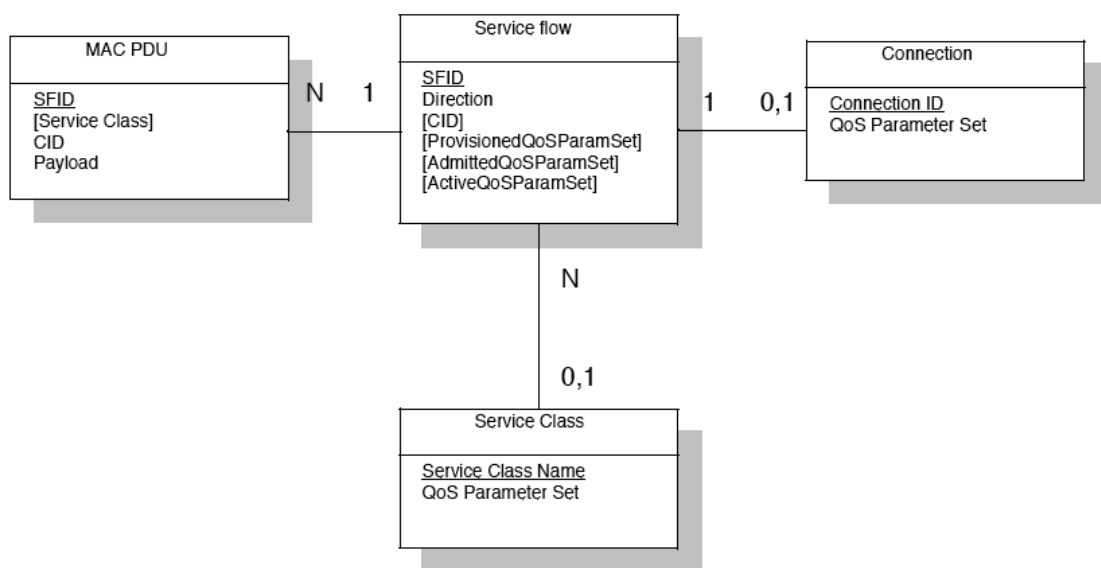 MAC PDU
SFID
[Service Class]
CID
Payload
N 1
Service flow
SFID
Direction
[CID]
[ProvisionedQoSParamSet]
[AdmittedQoSParamSet]
[ActiveQoSParamSet]
1 0,1
Connection
Connection ID
QoS Parameter Set
N
0,1
Service Class
Service Class Name
QoS Parameter Set